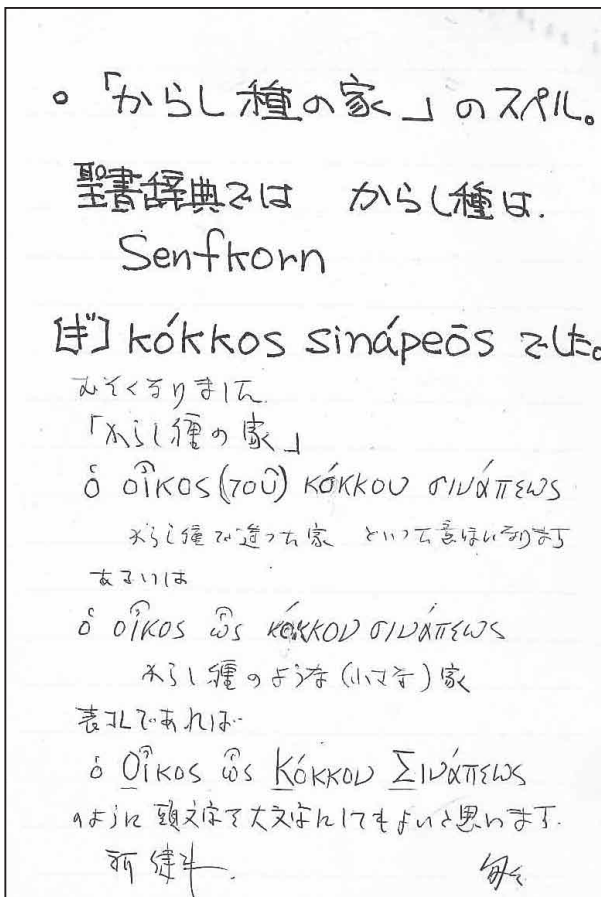 。「からし種の家」のスペル。
聖書辞典では からし種は.
Senfkorn
[ギ] kókkos sinápeōs でした。
おそくなりました
「からし種の家」
ὁ οἶκος (τοῦ) κόκκου σινάπεως
からし種で造った家 といった意味になります
あるいは
ὁ οἶκος ὡς κόκκου σινάπεως
からし種のような(小さな)家
表札であれば
ὁ Οἶκος ὡς Κόκκου Σινάπεως
のように 頭文字を大文字にしてもよいと思います.